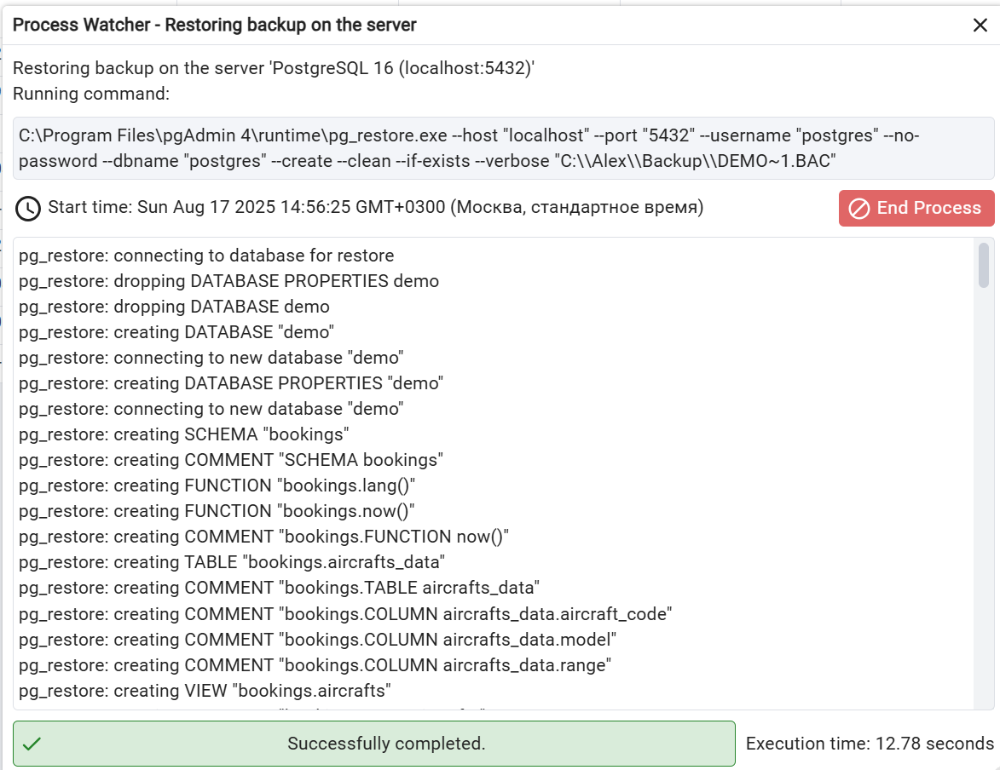 Process Watcher - Restoring backup on the server
Restoring backup on the server 'PostgreSQL 16 (localhost:5432)'
Running command:
C:\Program Files\pgAdmin 4\runtime\pg_restore.exe --host "localhost" --port "5432" --username "postgres" --no-
password --dbname "postgres" --create --clean --if-exists --verbose "C:\\Alex\\Backup\\DEMO~1.BAC"
Start time: Sun Aug 17 2025 14:56:25 GMT+0300 (Москва, стандартное время)
End Process
pg_restore: connecting to database for restore
pg_restore: dropping DATABASE PROPERTIES demo
pg_restore: dropping DATABASE demo
pg_restore: creating DATABASE "demo"
pg_restore: connecting to new database "demo"
pg_restore: creating DATABASE PROPERTIES "demo"
pg_restore: connecting to new database "demo"
pg_restore: creating SCHEMA "bookings"
pg_restore: creating COMMENT "SCHEMA bookings"
pg_restore: creating FUNCTION "bookings.lang()"
pg_restore: creating FUNCTION "bookings.now()"
pg_restore: creating COMMENT "bookings.FUNCTION now()"
pg_restore: creating TABLE "bookings.aircrafts_data"
pg_restore: creating COMMENT "bookings.TABLE aircrafts_data"
pg_restore: creating COMMENT "bookings.COLUMN aircrafts_data.aircraft_code"
pg_restore: creating COMMENT "bookings.COLUMN aircrafts_data.model"
pg_restore: creating COMMENT "bookings.COLUMN aircrafts_data.range"
pg_restore: creating VIEW "bookings.aircrafts"
Successfully completed.
Execution time: 12.78 seconds